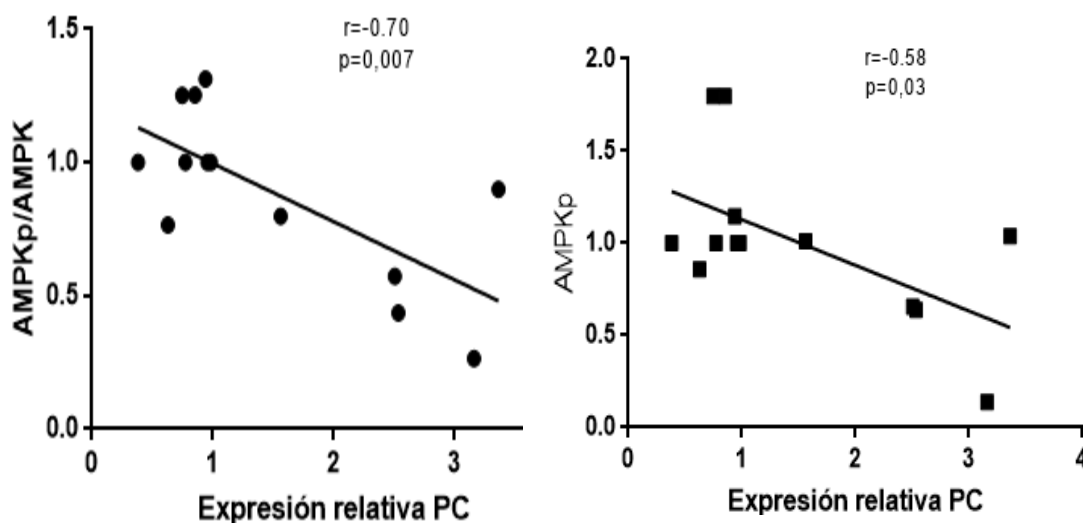 r=-0.70
p=0,007
1.5
1.0
0.5
0.0
AMPKp/AMPK
0 1 2 3
Expresión relativa PC
r=-0.58
p=0,03
2.0
1.5
1.0
0.5
0.0
AMPKp
0 1 2 3 4
Expresión relativa PC